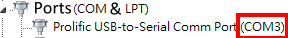 Ports (COM & LPT)
Prolific USB-to-Serial Comm Port (COM3)